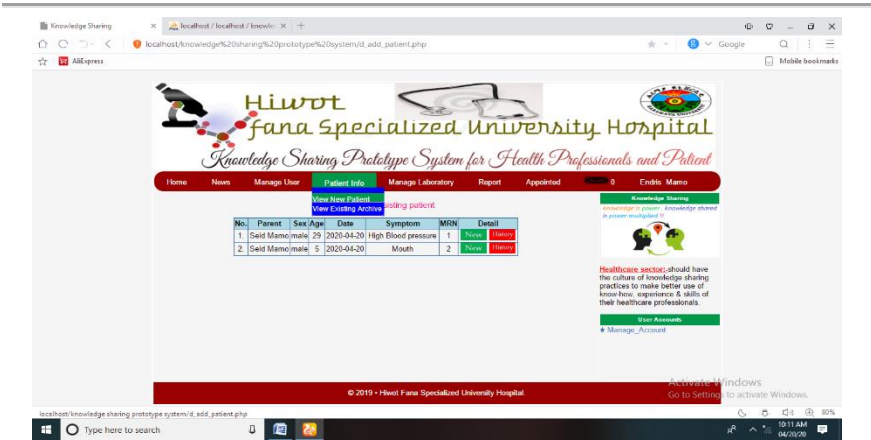 Knowledge Sharing
localhost / localhost / knowle
localhost/knowledge%20sharing%20prototype%20system/d_add_patient.php
Google
AliExpress
Mobile bookmarks
Hiwot
fana Specialized University Hospital
Knowledge Sharing Prototype System for Health Professionals and Patient
Home News Manage User Patient Info Manage Laboratory Report Appointed 0 Endris Mamo
View New Patient
View Existing Archive
isting patient
No. Parent Sex Age Date Symptom MRN Detail
1. Seid Mamo male 29 2020-04-20 High Blood pressure 1 New History
2. Seid Mamo male 5 2020-04-20 Mouth 2 New History
Knowledge Sharing
knowledge is power , knowledge shared
is power multiplied !!
Healthcare sector:-should have
the culture of knowledge sharing
practices to make better use of
know-how, experience & skills of
their healthcare professionals.
User Accounts
Manage_Account
© 2019 • Hiwot Fana Specialized University Hospital.
Activate Windows
Go to Settings to activate Windows.
localhost/knowledge sharing prototype system/d_add_patient.php
80%
Type here to search
10:11 AM
04/20/20